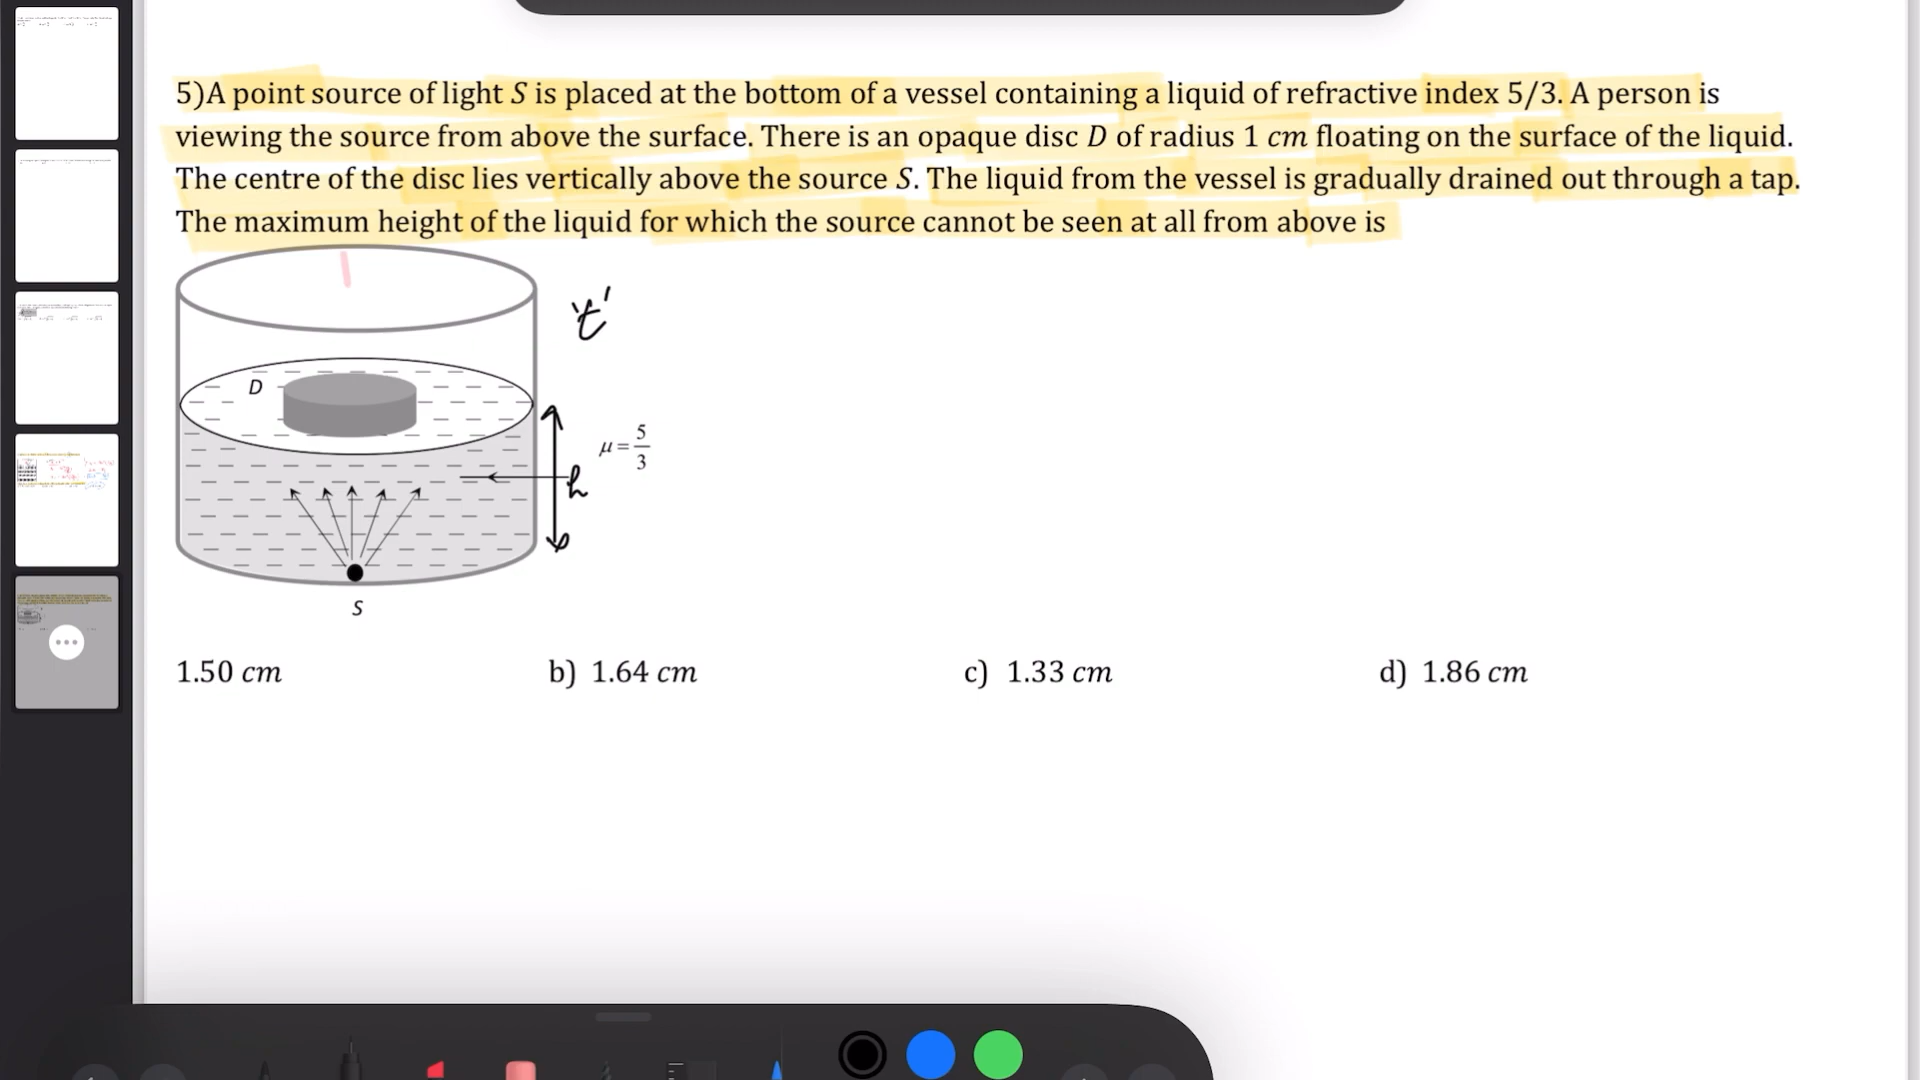 5)A point source of light S is placed at the bottom of a vessel containing a liquid of refractive index 5/3. A person is
viewing the source from above the surface. There is an opaque disc D of radius 1 cm floating on the surface of the liquid.
The centre of the disc lies vertically above the source S. The liquid from the vessel is gradually drained out through a tap.
The maximum height of the liquid for which the source cannot be seen at all from above is
D
μ = 5/3
h
S
1.50 cm b) 1.64 cm c) 1.33 cm d) 1.86 cm